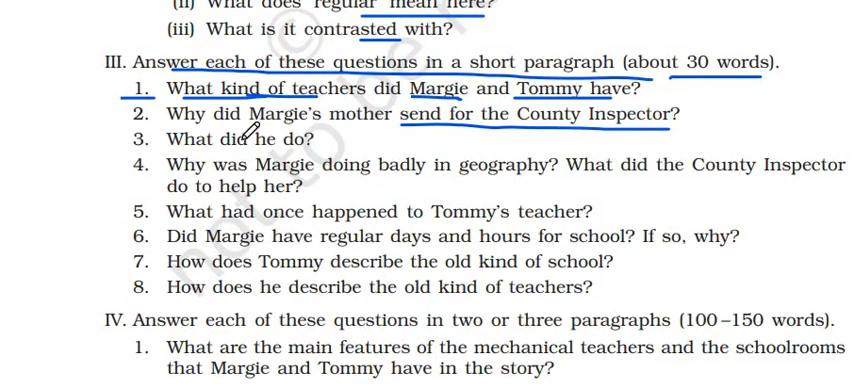 (ii) What does regular mean here?
(iii) What is it contrasted with?
III. Answer each of these questions in a short paragraph (about 30 words).
1. What kind of teachers did Margie and Tommy have?
2. Why did Margie's mother send for the County Inspector?
3. What did he do?
4. Why was Margie doing badly in geography? What did the County Inspector
do to help her?
5. What had once happened to Tommy's teacher?
6. Did Margie have regular days and hours for school? If so, why?
7. How does Tommy describe the old kind of school?
8. How does he describe the old kind of teachers?
IV. Answer each of these questions in two or three paragraphs (100–150 words).
1. What are the main features of the mechanical teachers and the schoolrooms
that Margie and Tommy have in the story?
© not to be